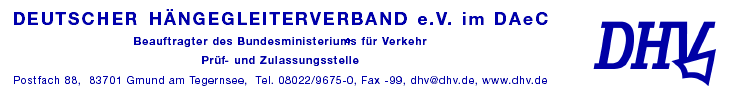 DEUTSCHER HÄNGEGLEITERVERBAND e.V. im DAeC
Beauftragter des Bundesministeriums für Verkehr
Prüf- und Zulassungsstelle
Postfach 88, 83701 Gmund am Tegernsee, Tel. 08022/9675-0, Fax -99, dhv@dhv.de, www.dhv.de
DHV